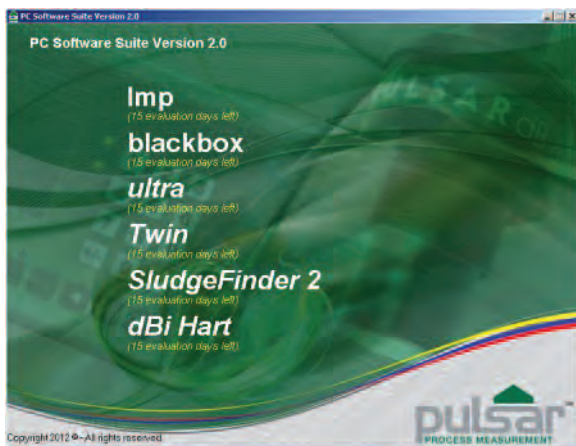 PC Software Suite Version 2.0
PC Software Suite Version 2.0
Imp
(15 evaluation days left)
blackbox
(15 evaluation days left)
ultra
(15 evaluation days left)
Twin
(15 evaluation days left)
SludgeFinder 2
(15 evaluation days left)
dBi Hart
(15 evaluation days left)
pulsar™
PROCESS MEASUREMENT
Copyright 2012 ©~All rights reserved